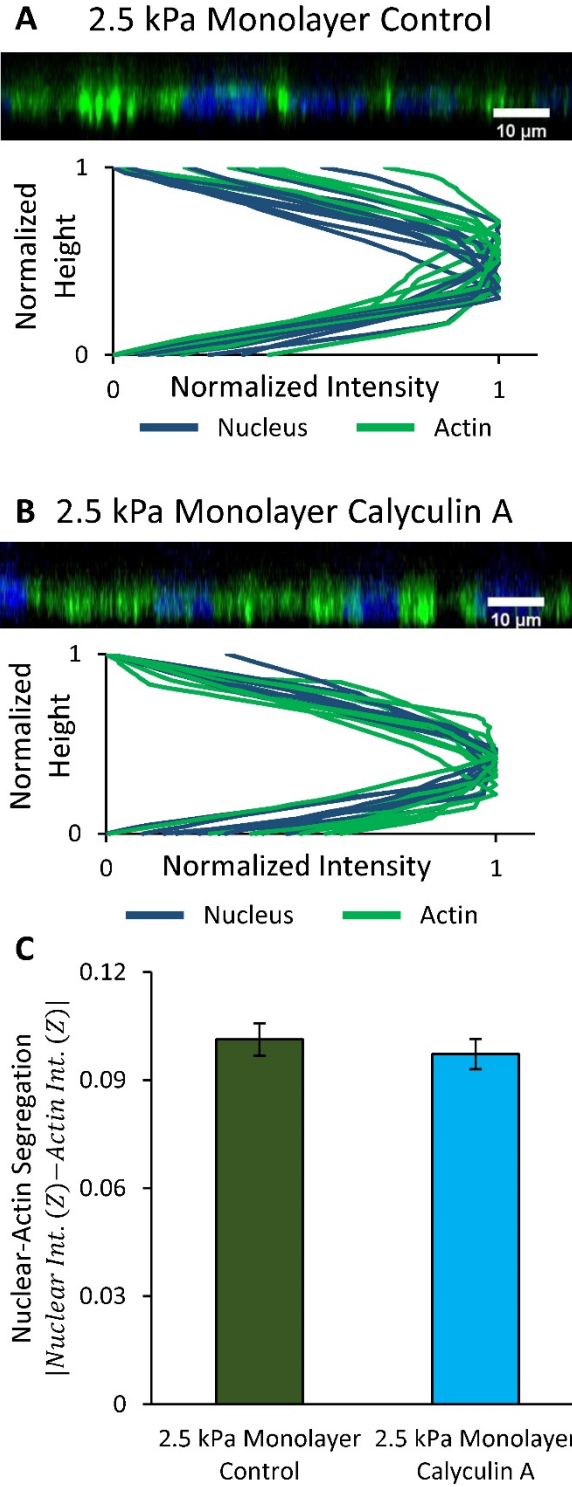 A 2.5 kPa Monolayer Control
10 µm
Normalized
Height
1
0
0
Normalized Intensity
1
Nucleus
Actin
B 2.5 kPa Monolayer Calyculin A
10 µm
Normalized
Height
1
0
0
Normalized Intensity
1
Nucleus
Actin
C
Nuclear-Actin Segregation
|Nuclear Int.(Z)−Actin Int.(Z)|
0.12
0.09
0.06
0.03
0
2.5 kPa Monolayer
Control
2.5 kPa Monolayer
Calyculin A